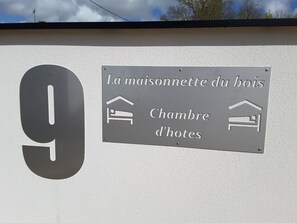 9
La maisonnette du bois
Chambre
d'hotes